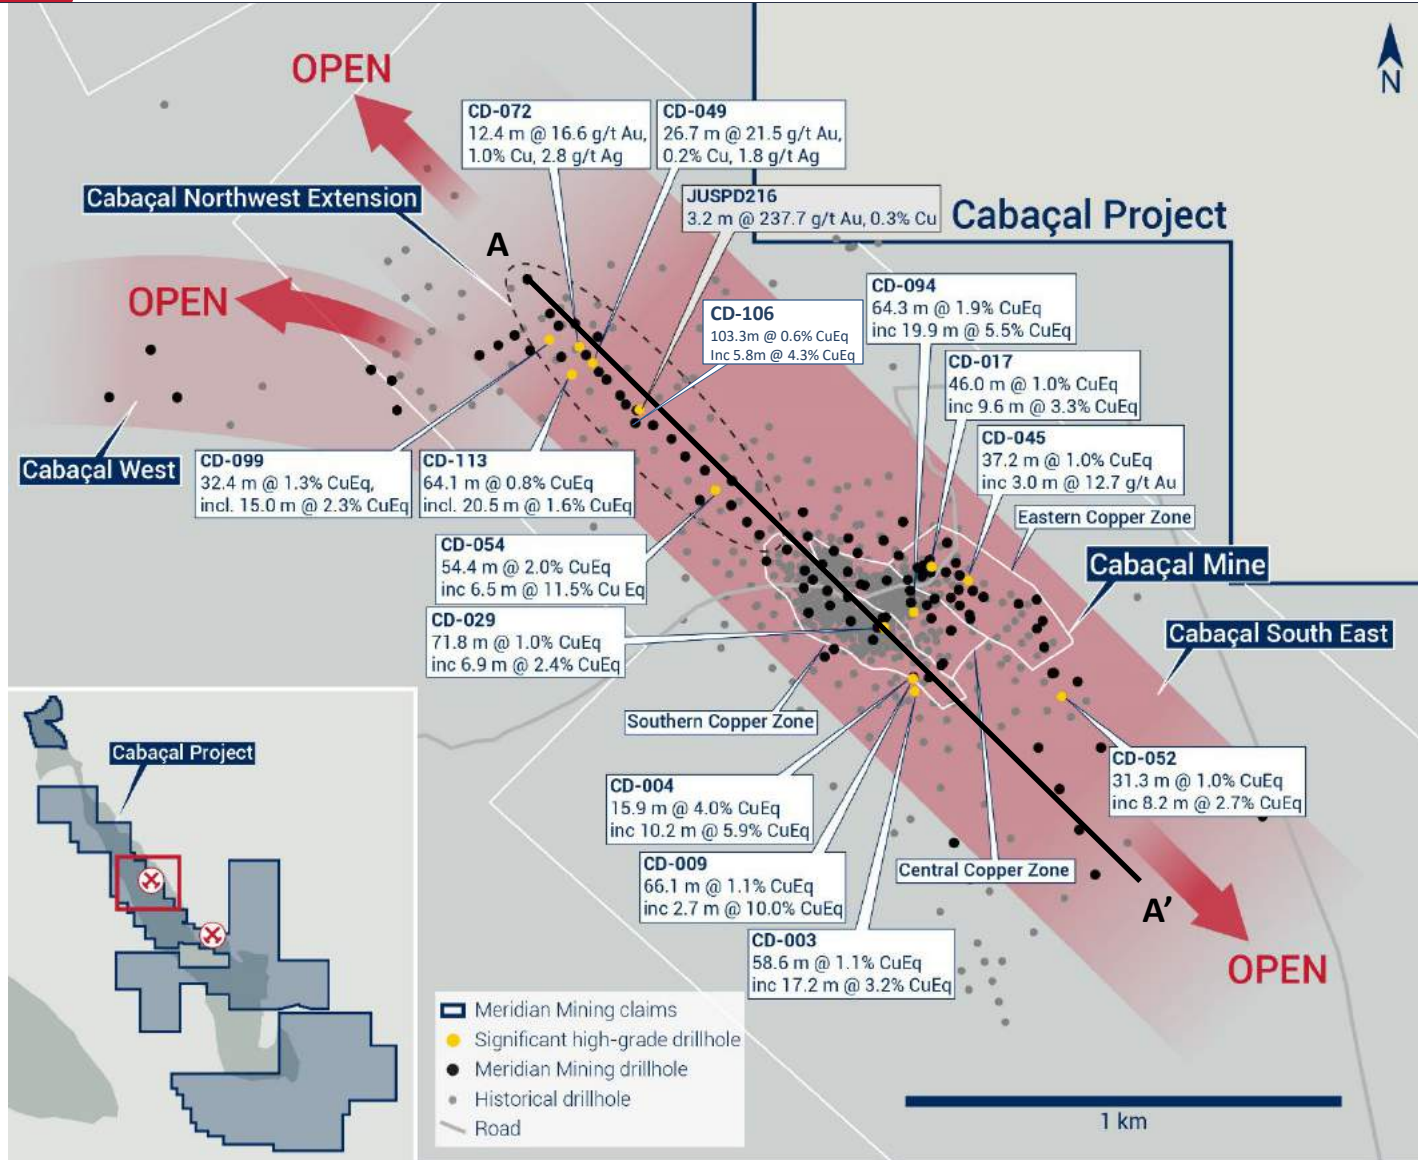 OPEN
N
CD-072
12.4 m @ 16.6 g/t Au,
1.0% Cu, 2.8 g/t Ag
CD-049
26.7 m @ 21.5 g/t Au,
0.2% Cu, 1.8 g/t Ag
Cabaçal Northwest Extension
JUSPD216
3.2 m @ 237.7 g/t Au, 0.3% Cu
Cabaçal Project
A
OPEN
CD-094
64.3 m @ 1.9% CuEq
inc 19.9 m @ 5.5% CuEq
CD-106
103.3m @ 0.6% CuEq
Inc 5.8m @ 4.3% CuEq
CD-017
46.0 m @ 1.0% CuEq
inc 9.6 m @ 3.3% CuEq
CD-045
37.2 m @ 1.0% CuEq
inc 3.0 m @ 12.7 g/t Au
Cabaçal West
CD-099
32.4 m @ 1.3% CuEq,
incl. 15.0 m @ 2.3% CuEq
CD-113
64.1 m @ 0.8% CuEq
incl. 20.5 m @ 1.6% CuEq
Eastern Copper Zone
CD-054
54.4 m @ 2.0% CuEq
inc 6.5 m @ 11.5% Cu Eq
Cabaçal Mine
CD-029
71.8 m @ 1.0% CuEq
inc 6.9 m @ 2.4% CuEq
Cabaçal South East
Southern Copper Zone
Cabaçal Project
CD-052
31.3 m @ 1.0% CuEq
inc 8.2 m @ 2.7% CuEq
CD-004
15.9 m @ 4.0% CuEq
inc 10.2 m @ 5.9% CuEq
CD-009
66.1 m @ 1.1% CuEq
inc 2.7 m @ 10.0% CuEq
Central Copper Zone
A’
CD-003
58.6 m @ 1.1% CuEq
inc 17.2 m @ 3.2% CuEq
OPEN
Meridian Mining claims
Significant high-grade drillhole
Meridian Mining drillhole
Historical drillhole
Road
1 km